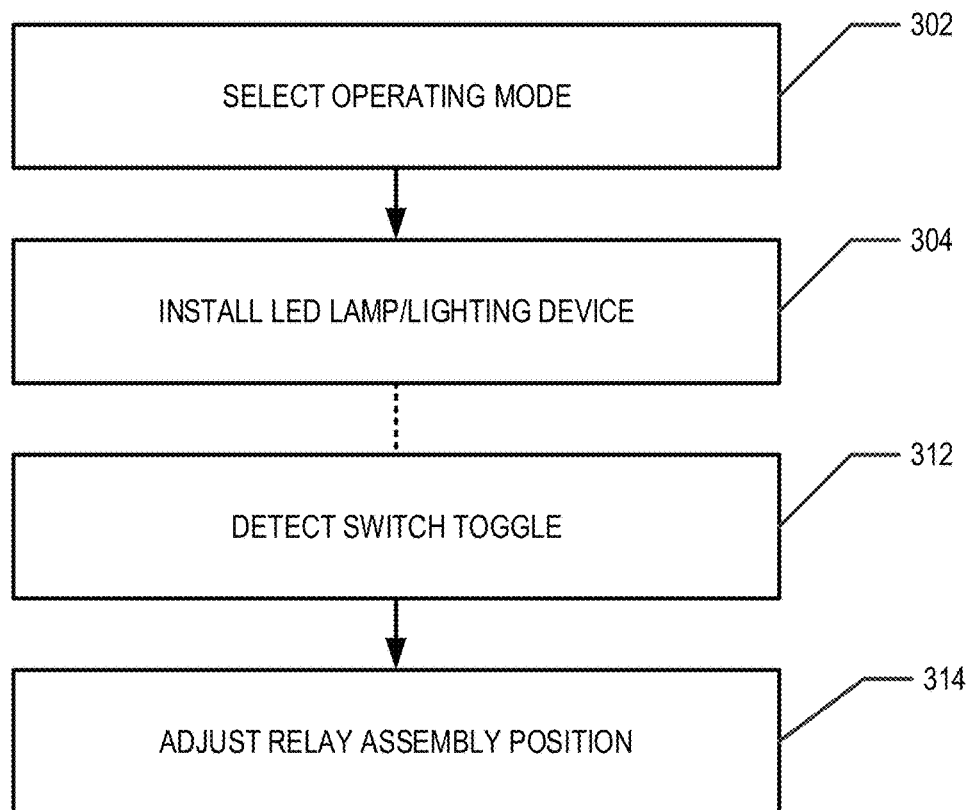 302
SELECT OPERATING MODE
304
INSTALL LED LAMP/LIGHTING DEVICE
312
DETECT SWITCH TOGGLE
314
ADJUST RELAY ASSEMBLY POSITION